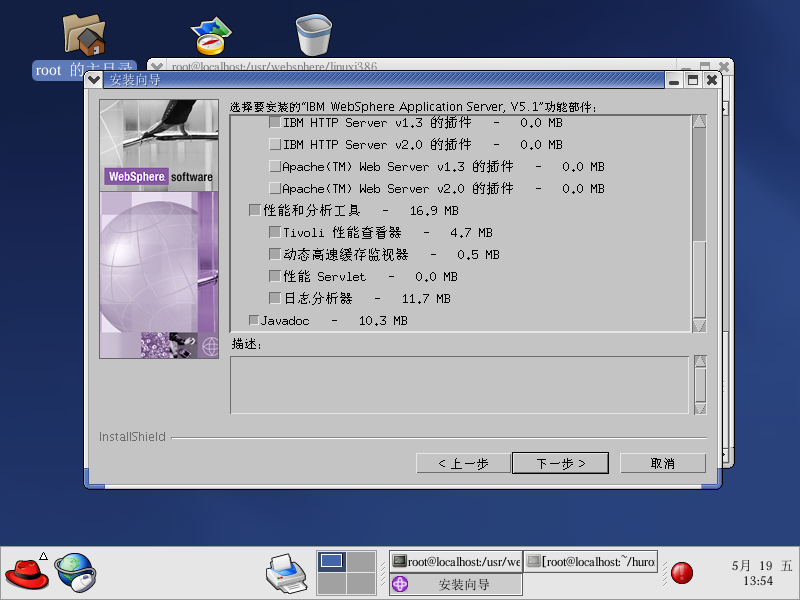 root 的主目录
root@localhost:/usr/websphere/linuxi386
安装向导
选择要安装的"IBM WebSphere Application Server, V5.1"功能部件:
IBM HTTP Server v1.3 的插件 - 0.0 MB
IBM HTTP Server v2.0 的插件 - 0.0 MB
Apache(TM) Web Server v1.3 的插件 - 0.0 MB
Apache(TM) Web Server v2.0 的插件 - 0.0 MB
性能和分析工具 - 16.9 MB
Tivoli 性能查看器 - 4.7 MB
动态高速缓存监视器 - 0.5 MB
性能 Servlet - 0.0 MB
日志分析器 - 11.7 MB
Javadoc - 10.3 MB
WebSphere software
描述:
InstallShield
< 上一步
下一步 >
取消
root@localhost:/usr/we
[root@localhost:~/huro
安装向导
5月 19 五
13:54